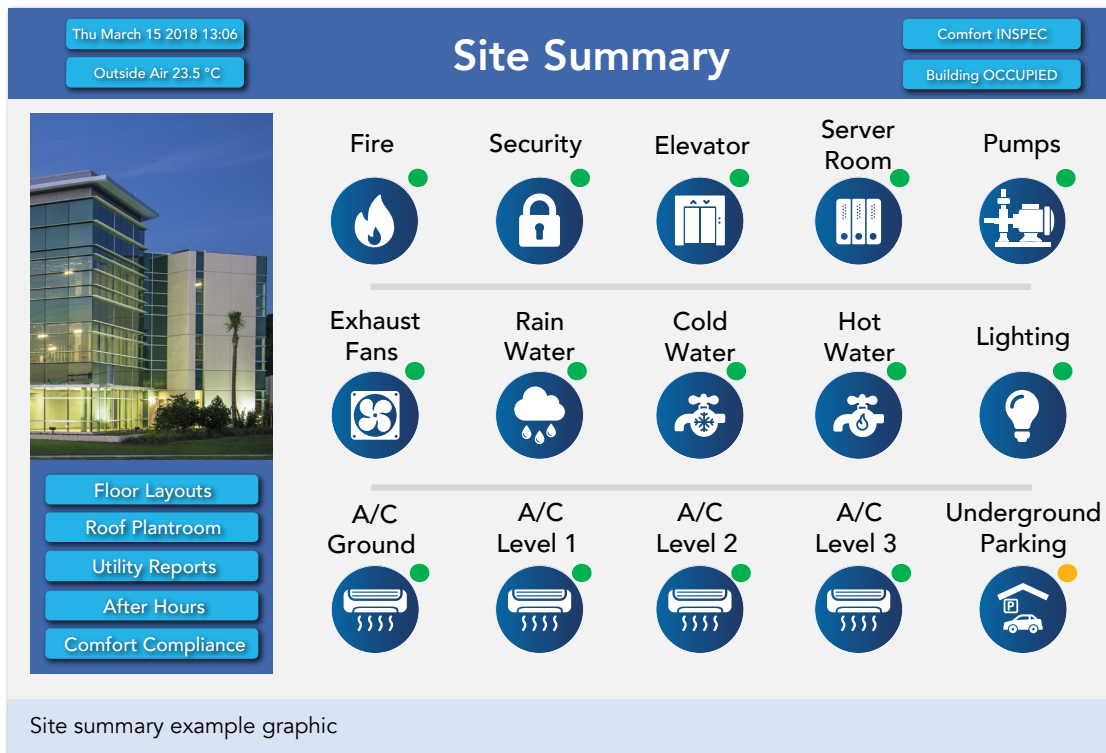 Thu March 15 2018 13:06
Outside Air 23.5 °C
Site Summary
Comfort INSPEC
Building OCCUPIED
Fire
Security
Elevator
Server
Room
Pumps
Exhaust
Fans
Rain
Water
Cold
Water
Hot
Water
Lighting
A/C
Ground
A/C
Level 1
A/C
Level 2
A/C
Level 3
Underground
Parking
P
Floor Layouts
Roof Plantroom
Utility Reports
After Hours
Comfort Compliance
Site summary example graphic